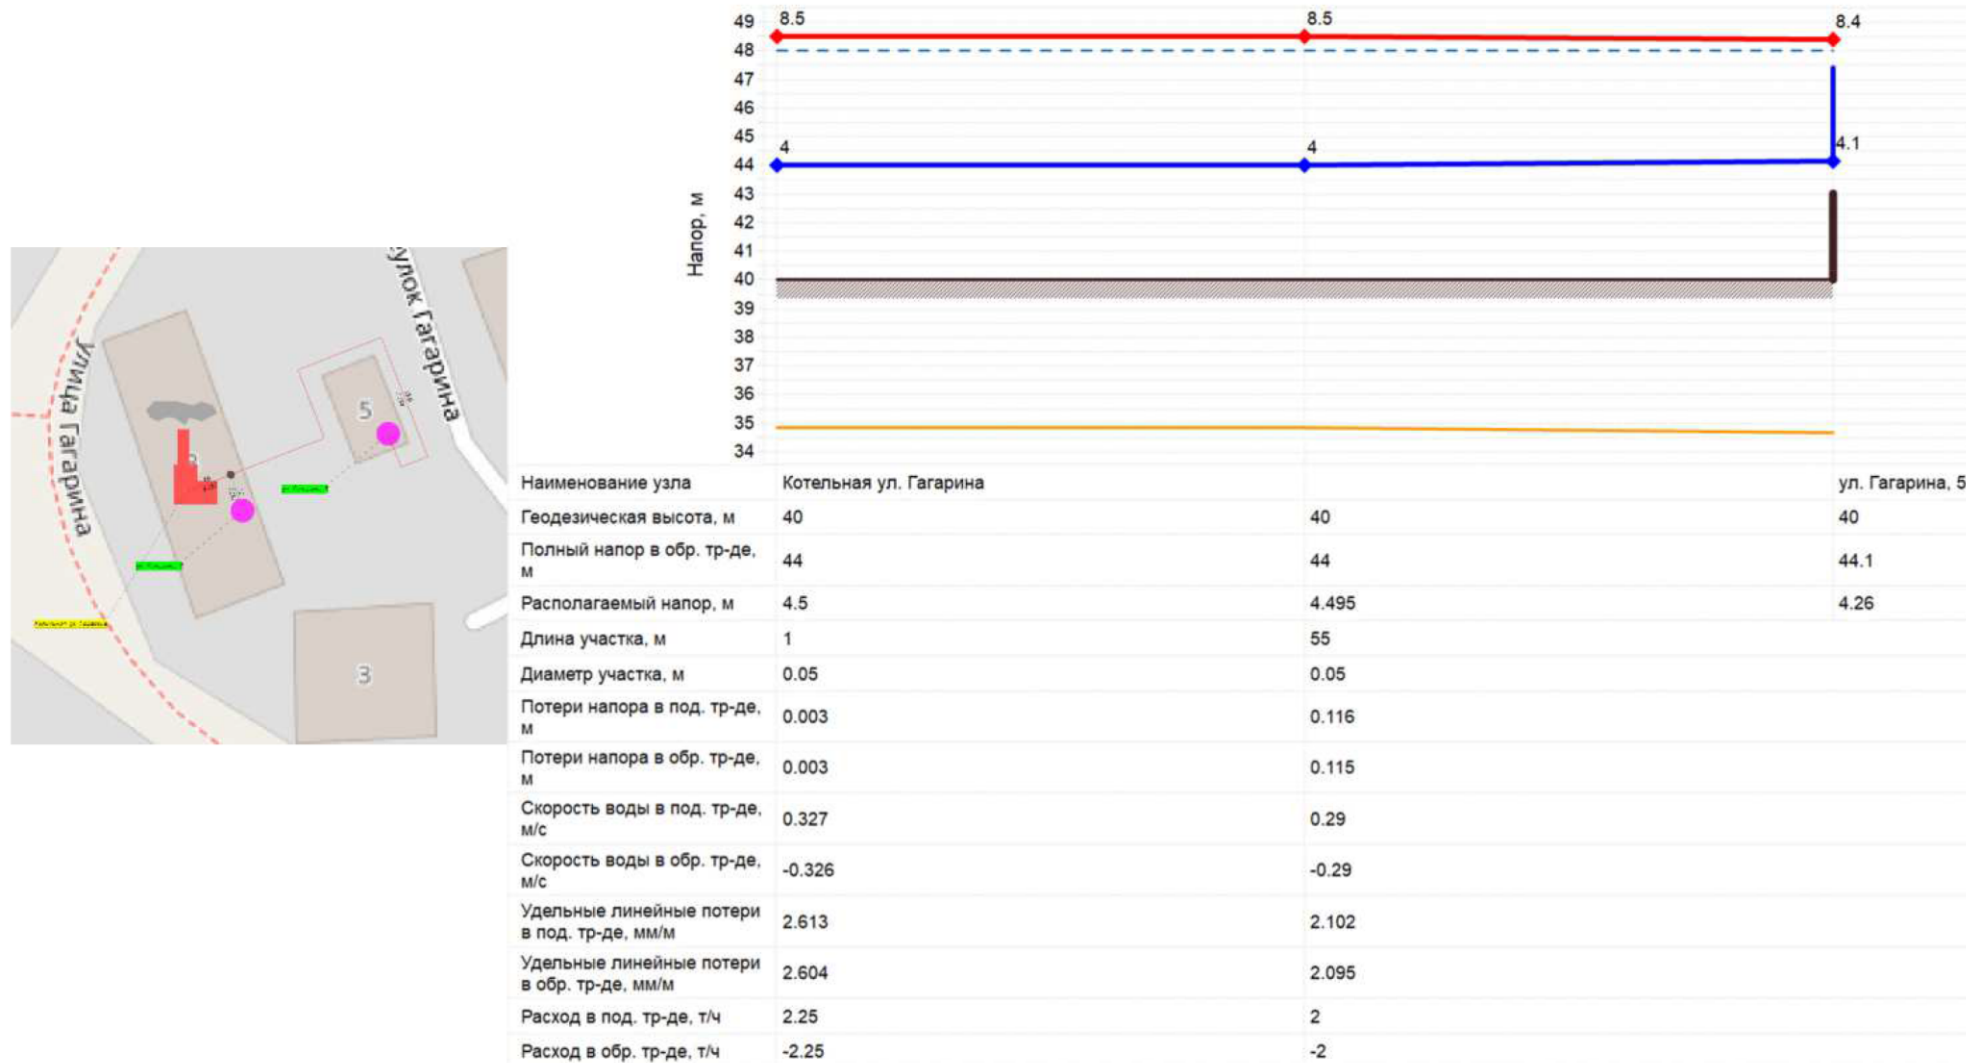 49
48
47
46
45
44
43
42
41
40
39
38
37
36
35
34
Напор, м
8.5 8.5 8.4
4 4 4.1
улица Гагарина
улок Гагарина
5
3
Наименование узла Котельная ул. Гагарина ул. Гагарина, 5
Геодезическая высота, м 40 40 40
Полный напор в обр. тр-де,
м 44 44 44.1
Располагаемый напор, м 4.5 4.495 4.26
Длина участка, м 1 55
Диаметр участка, м 0.05 0.05
Потери напора в под. тр-де,
м 0.003 0.116
Потери напора в обр. тр-де,
м 0.003 0.115
Скорость воды в под. тр-де,
м/с 0.327 0.29
Скорость воды в обр. тр-де,
м/с -0.326 -0.29
Удельные линейные потери
в под. тр-де, мм/м 2.613 2.102
Удельные линейные потери
в обр. тр-де, мм/м 2.604 2.095
Расход в под. тр-де, т/ч 2.25 2
Расход в обр. тр-де, т/ч -2.25 -2